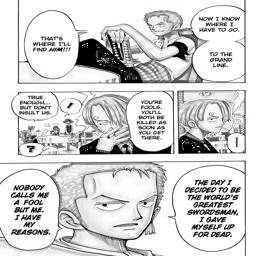 NOW I KNOW
WHERE I
HAVE TO GO.
TO THE
GRAND
LINE.
THAT'S
WHERE I'LL
FIND HIM!!!
YOU'RE
FOOLS.
YOU'LL
BOTH BE
KILLED AS
SOON AS
YOU GET
THERE.
TRUE
ENOUGH...
BUT DON'T
INSULT US.
?
THE DAY I
DECIDED TO BE
THE WORLD'S
GREATEST
SWORDSMAN,
I GAVE
MYSELF UP
FOR DEAD.
NOBODY
CALLS ME
A FOOL
BUT ME.
I HAVE
MY
REASONS.